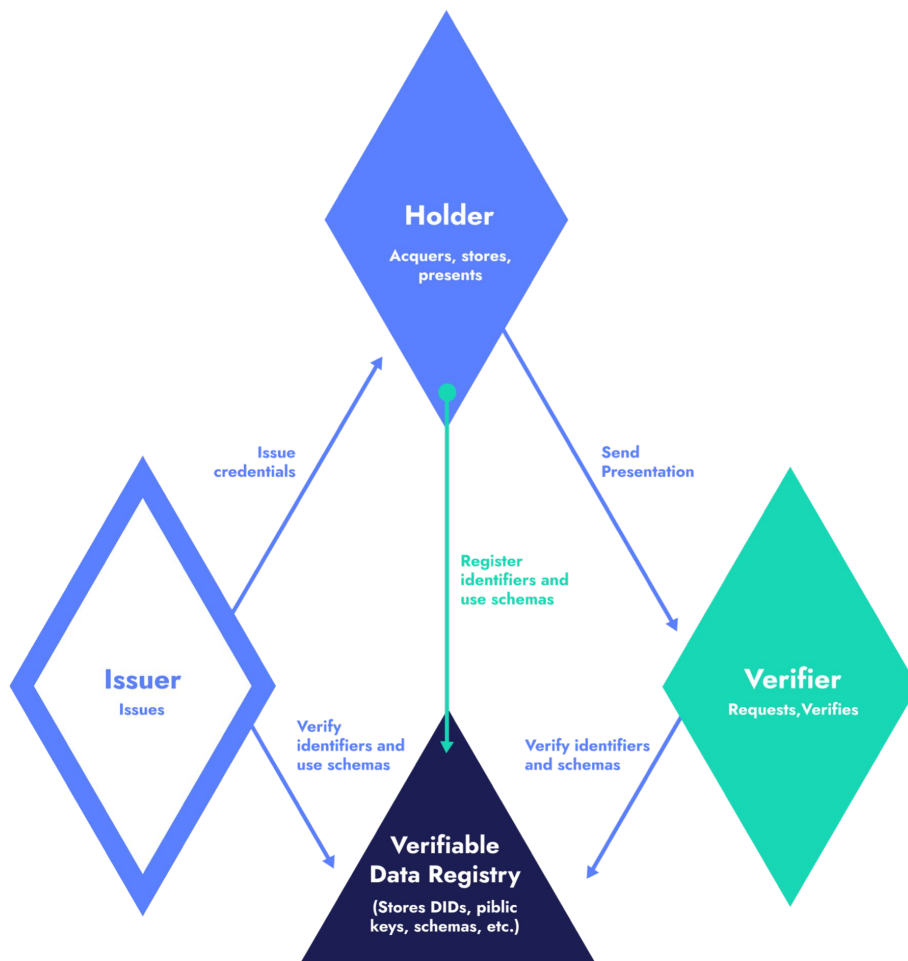 Holder
Acquers, stores,
presents
Issue
credentials
Send
Presentation
Register
identifiers and
use schemas
Issuer
Issues
Verifier
Requests,Verifies
Verify
identifiers and
use schemas
Verify identifiers
and schemas
Verifiable
Data Registry
(Stores DIDs, piblic
keys, schemas, etc.)